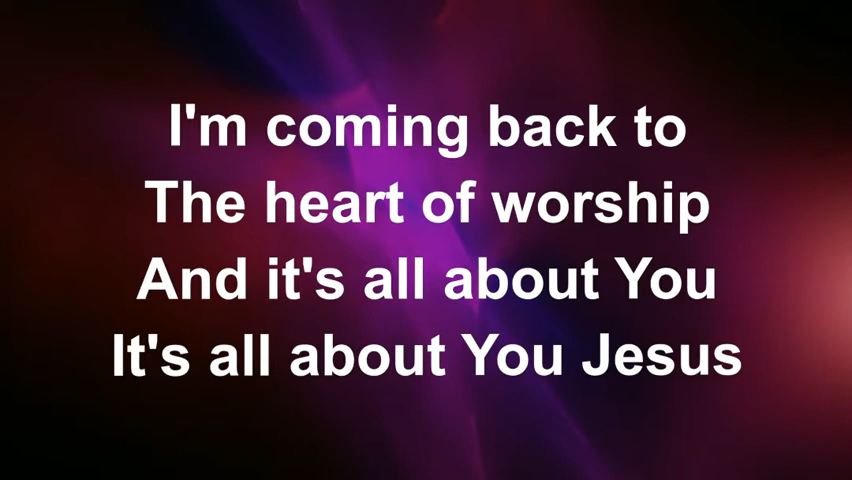 I'm coming back to
The heart of worship
And it's all about You
It's all about You Jesus